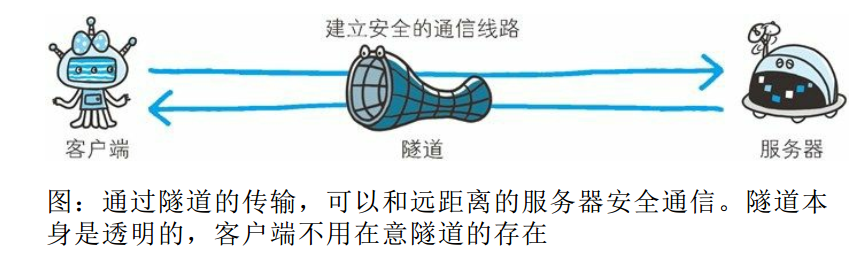 建立安全的通信线路
客户端
隧道
服务器
图：通过隧道的传输，可以和远距离的服务器安全通信。隧道本
身是透明的，客户端不用在意隧道的存在